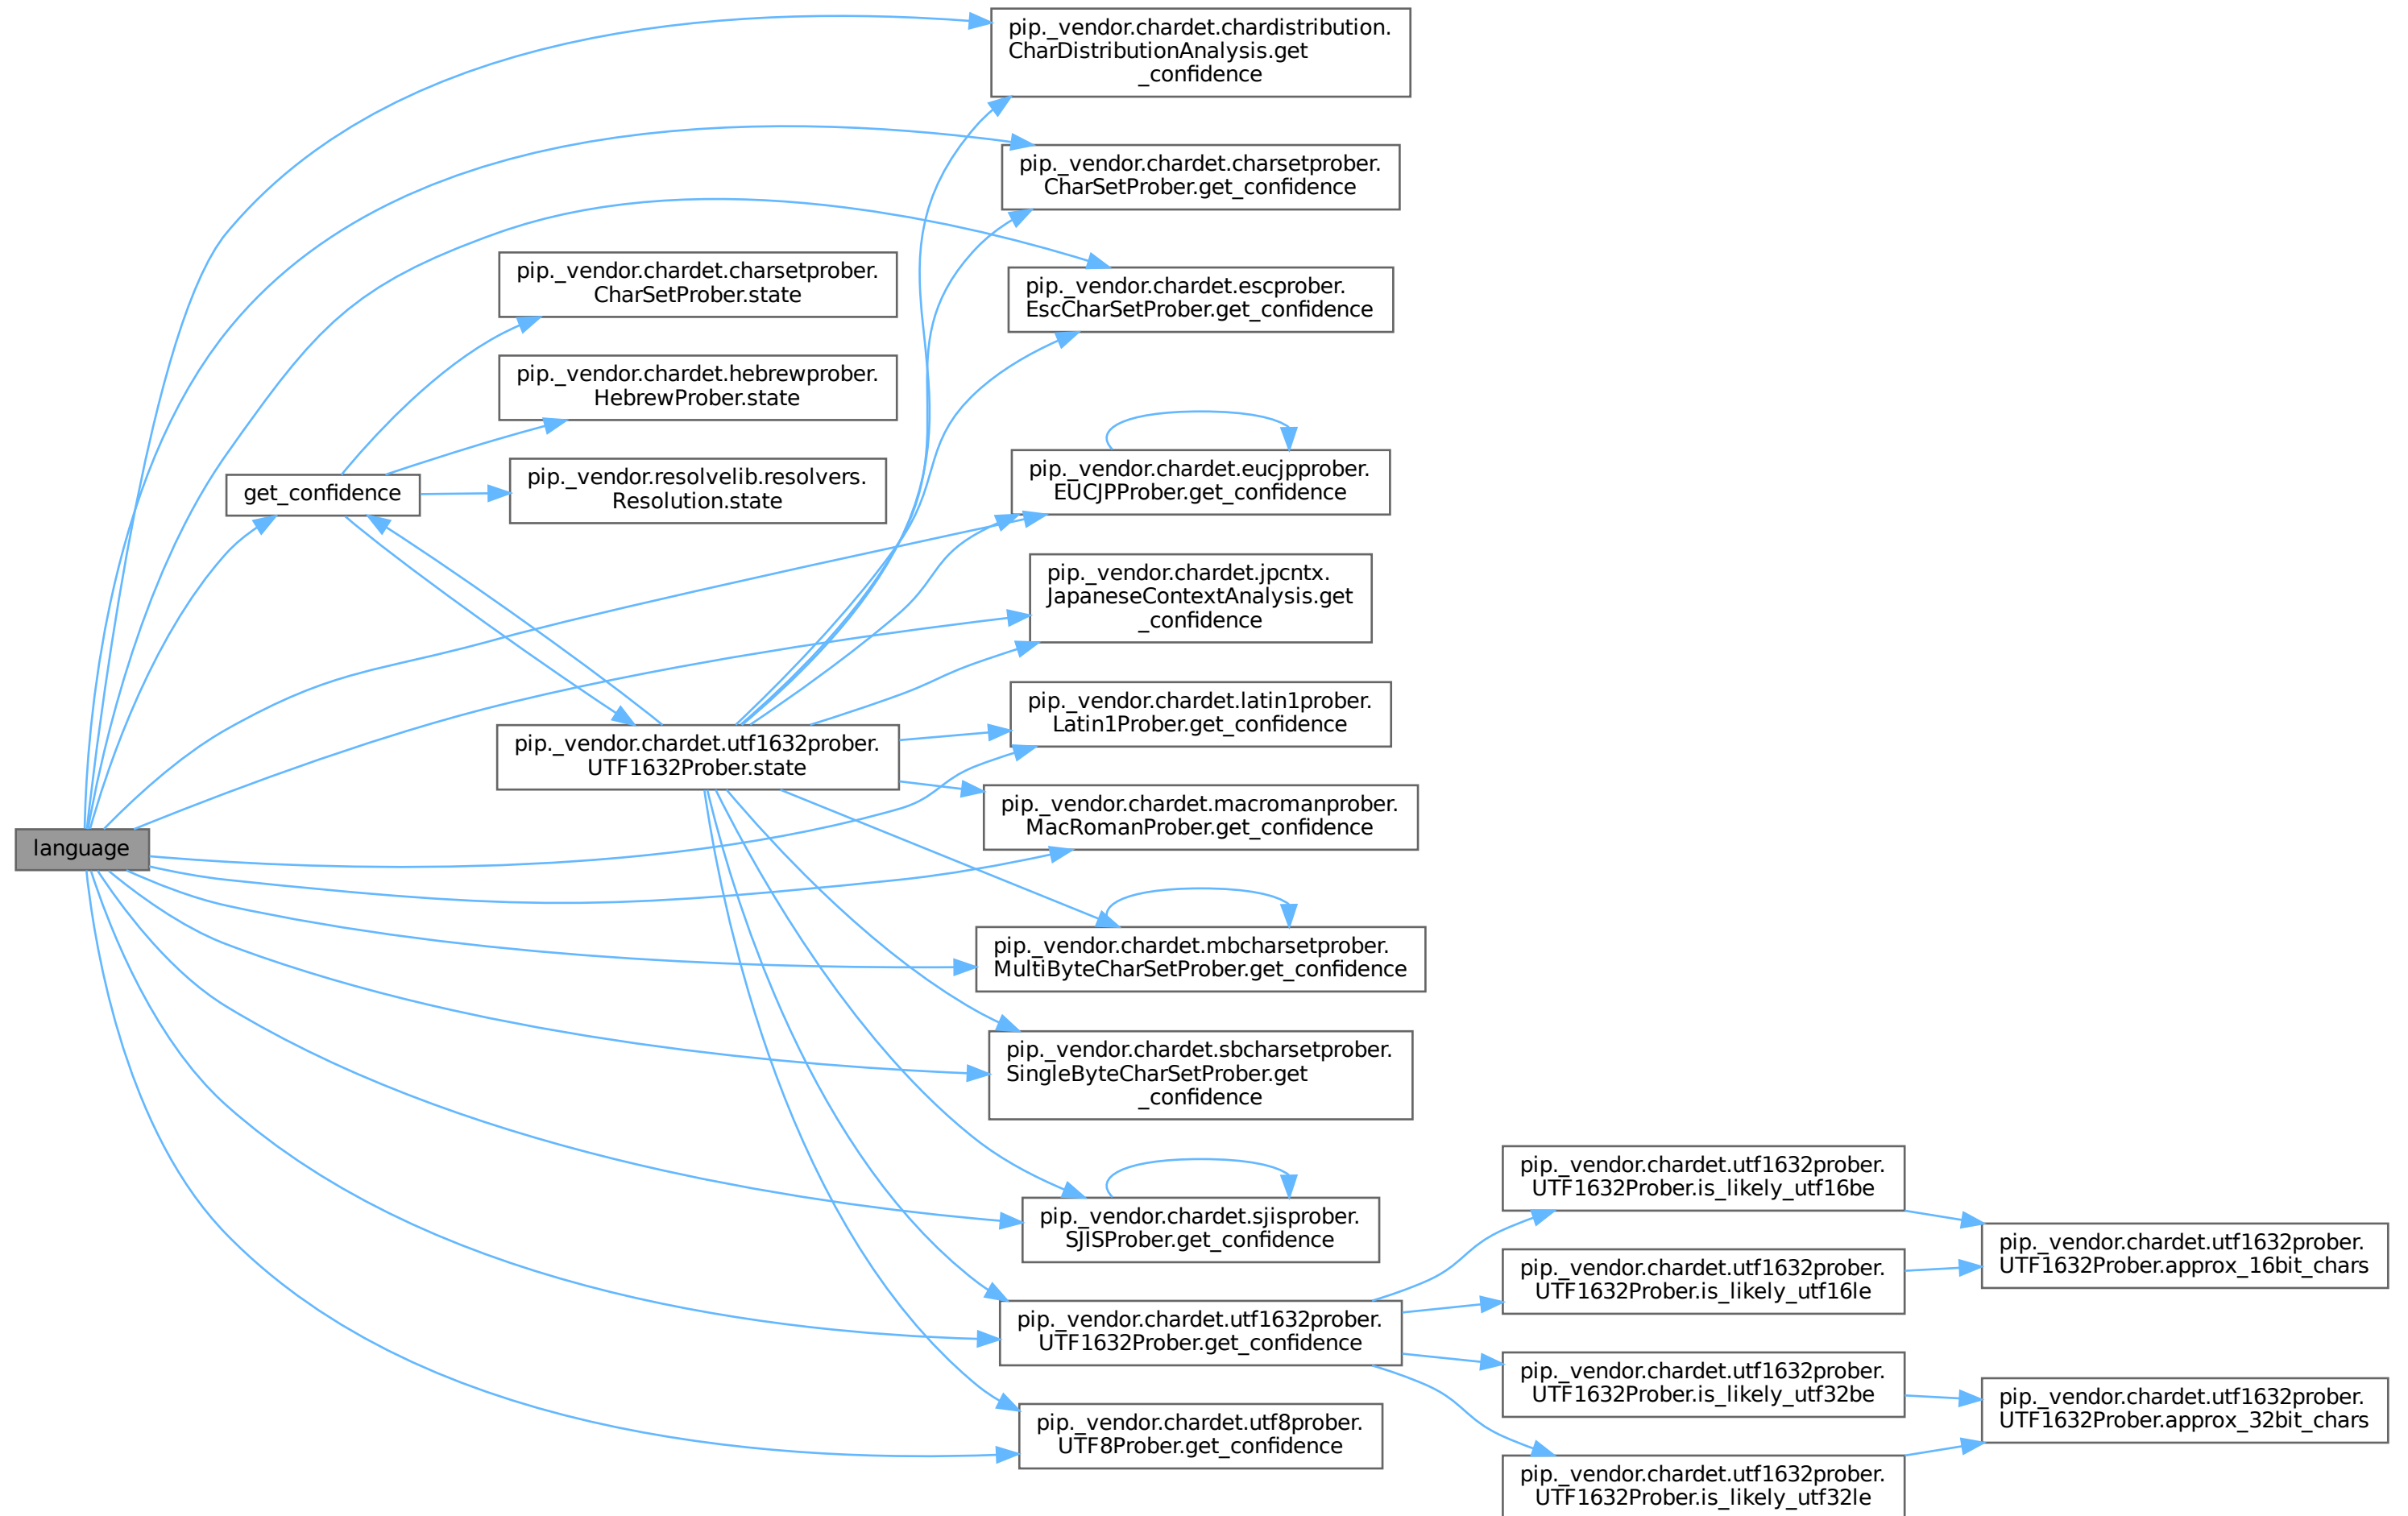 pip._vendor.chardet.chardistribution.
CharDistributionAnalysis.get
_confidence
pip._vendor.chardet.charsetprober.
CharSetProber.get_confidence
pip._vendor.chardet.charsetprober.
CharSetProber.state
pip._vendor.chardet.escprober.
EscCharSetProber.get_confidence
pip._vendor.chardet.hebrewprober.
HebrewProber.state
pip._vendor.chardet.eucjpprober.
EUCJPProber.get_confidence
get_confidence
pip._vendor.resolvelib.resolvers.
Resolution.state
pip._vendor.chardet.jpcntx.
JapaneseContextAnalysis.get
_confidence
pip._vendor.chardet.latin1prober.
Latin1Prober.get_confidence
pip._vendor.chardet.utf1632prober.
UTF1632Prober.state
pip._vendor.chardet.macromanprober.
MacRomanProber.get_confidence
language
pip._vendor.chardet.mbcharsetprober.
MultiByteCharSetProber.get_confidence
pip._vendor.chardet.sbcharsetprober.
SingleByteCharSetProber.get
_confidence
pip._vendor.chardet.sjisprober.
SJISProber.get_confidence
pip._vendor.chardet.utf1632prober.
UTF1632Prober.is_likely_utf16be
pip._vendor.chardet.utf1632prober.
UTF1632Prober.approx_16bit_chars
pip._vendor.chardet.utf1632prober.
UTF1632Prober.is_likely_utf16le
pip._vendor.chardet.utf1632prober.
UTF1632Prober.get_confidence
pip._vendor.chardet.utf1632prober.
UTF1632Prober.is_likely_utf32be
pip._vendor.chardet.utf1632prober.
UTF1632Prober.approx_32bit_chars
pip._vendor.chardet.utf8prober.
UTF8Prober.get_confidence
pip._vendor.chardet.utf1632prober.
UTF1632Prober.is_likely_utf32le